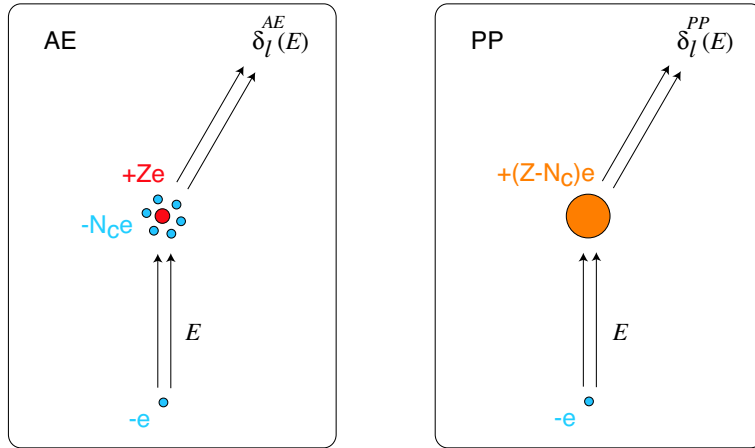 AE
δ_l^{AE}(E)
+Ze
-N_Ce
E
-e
PP
δ_l^{PP}(E)
+(Z-N_C)e
E
-e